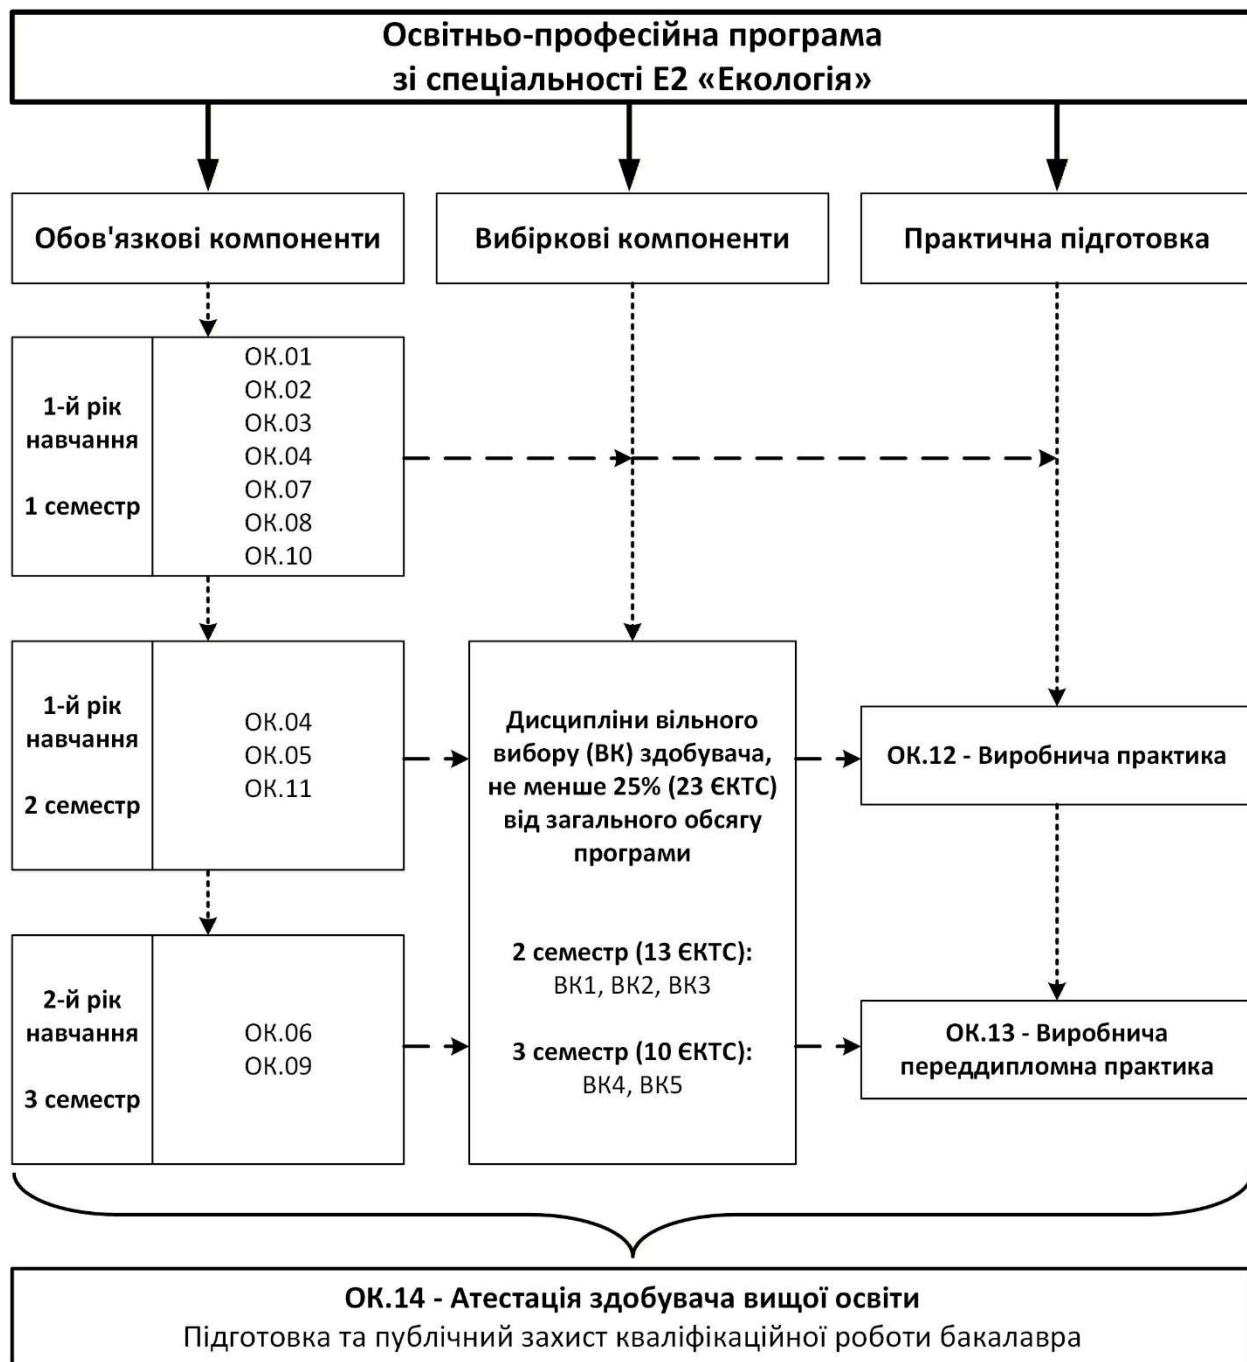 Освітньо-професійна програма
зі спеціальності Е2 «Екологія»
Обов'язкові компоненти
Вибіркові компоненти
Практична підготовка
1-й рік
навчання
1 семестр
ОК.01
ОК.02
ОК.03
ОК.04
ОК.07
ОК.08
ОК.10
1-й рік
навчання
2 семестр
ОК.04
ОК.05
ОК.11
Дисципліни вільного
вибору (ВК) здобувача,
не менше 25% (23 ЄКТС)
від загального обсягу
програми
2 семестр (13 ЄКТС):
ВК1, ВК2, ВК3
3 семестр (10 ЄКТС):
ВК4, ВК5
ОК.12 - Виробнича практика
2-й рік
навчання
3 семестр
ОК.06
ОК.09
ОК.13 - Виробнича
переддипломна практика
ОК.14 - Атестація здобувача вищої освіти
Підготовка та публічний захист кваліфікаційної роботи бакалавра